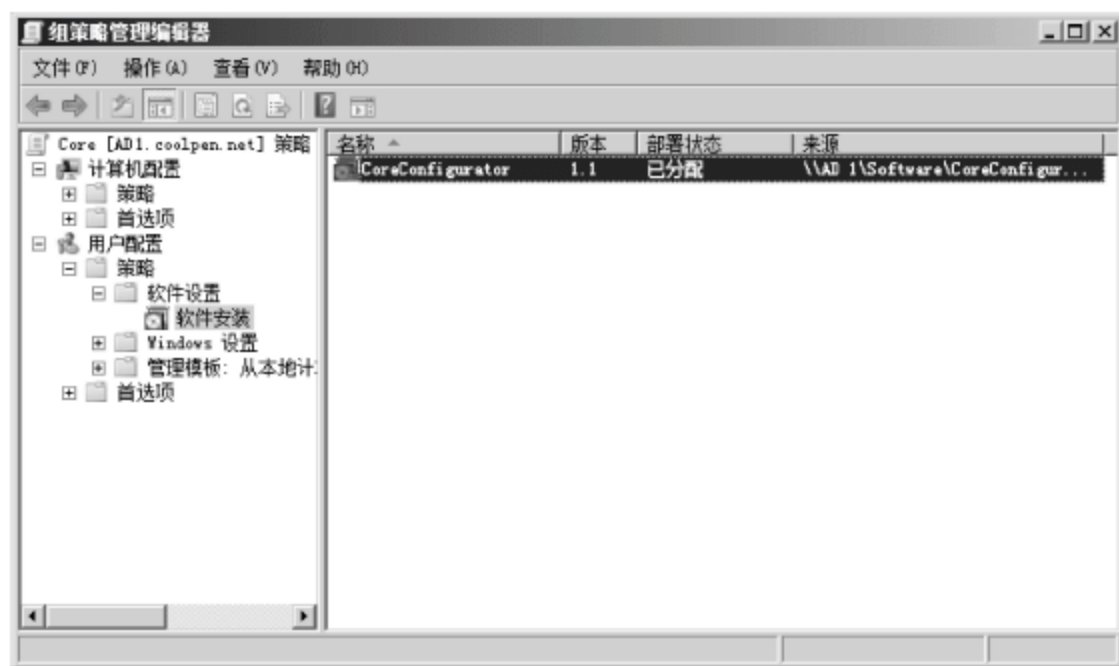 组策略管理编辑器
文件(F) 操作(A) 查看(V) 帮助(H)
Core [AD1.coolpen.net] 策略
计算机配置
策略
首选项
用户配置
策略
软件设置
软件安装
Windows 设置
管理模板: 从本地计
首选项
名称 版本 部署状态 来源
CoreConfigurator 1.1 已分配 \\AD 1\Software\CoreConfigur...